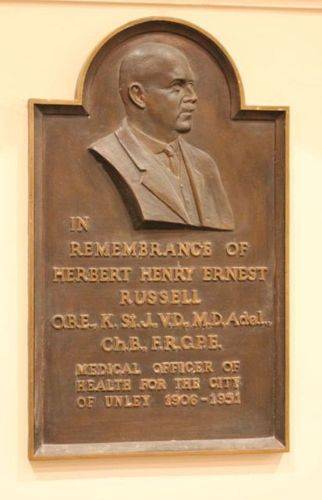 IN
REMEMBRANCE OF
HERBERT HENRY ERNEST
RUSSELL
O.B.E., K. St. J., V.D., M.D., Adel.,
Ch.B., F.R.C.P.E.
MEDICAL OFFICER OF
HEALTH FOR THE CITY
OF UNLEY 1906-1951